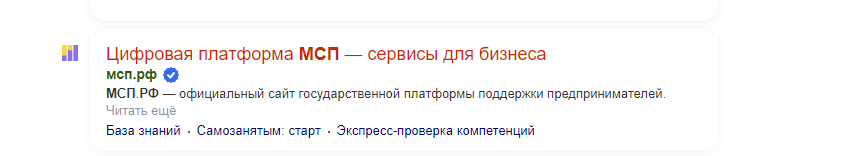 Цифровая платформа МСП — сервисы для бизнеса
мсп.рф
МСП.РФ — официальный сайт государственной платформы поддержки предпринимателей.
Читать ещё
База знаний · Самозанятым: старт · Экспресс-проверка компетенций